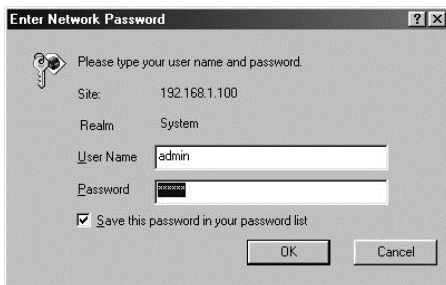 Enter Network Password
Please type your user name and password.
Site: 192.168.1.100
Realm System
User Name admin
Password xxxxxx
Save this password in your password list
OK Cancel